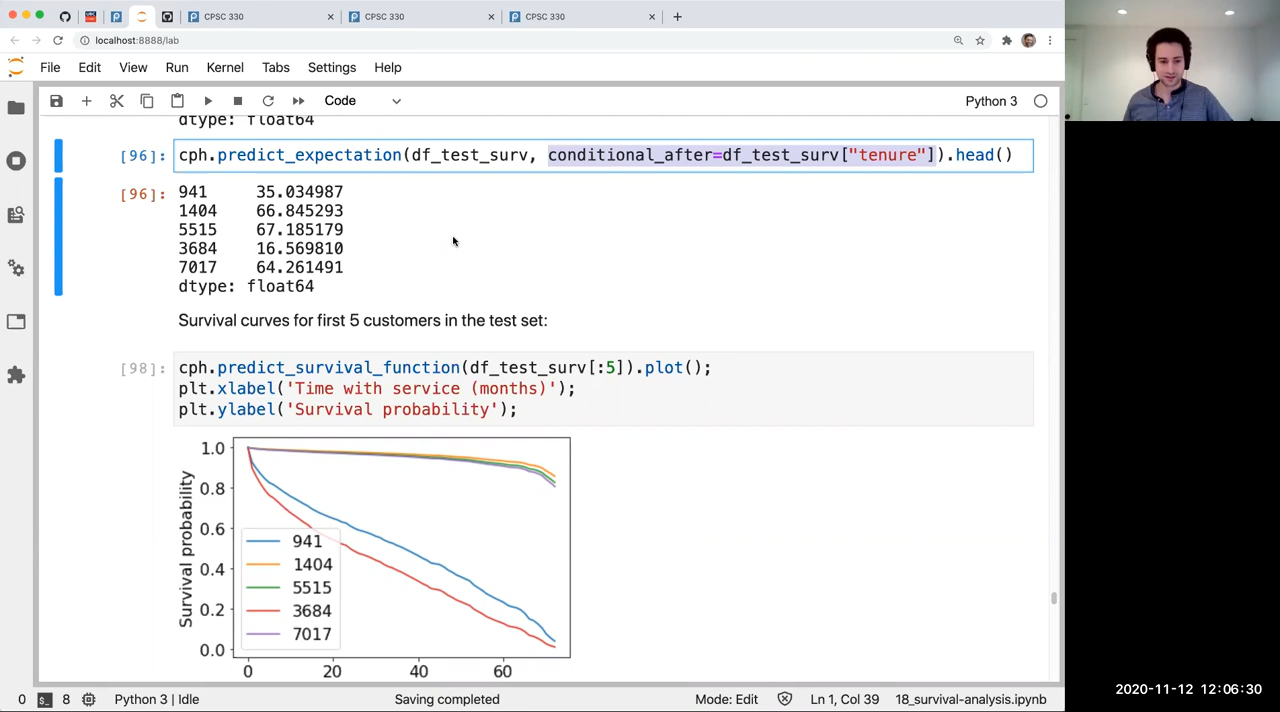 CPSC 330
CPSC 330
CPSC 330
localhost:8888/lab
File Edit View Run Kernel Tabs Settings Help
Code
Python 3
dtype: float64
[96]: cph.predict_expectation(df_test_surv, conditional_after=df_test_surv["tenure"]).head()
[96]: 941 35.034987
1404 66.845293
5515 67.185179
3684 16.569810
7017 64.261491
dtype: float64
Survival curves for first 5 customers in the test set:
[98]: cph.predict_survival_function(df_test_surv[:5]).plot();
plt.xlabel('Time with service (months)');
plt.ylabel('Survival probability');
Survival probability
1.0
0.8
0.6
0.4
0.2
0.0
941
1404
5515
3684
7017
0 20 40 60
0 8 Python 3 | Idle Saving completed Mode: Edit Ln 1, Col 39 18_survival-analysis.ipynb
2020-11-12 12:06:30